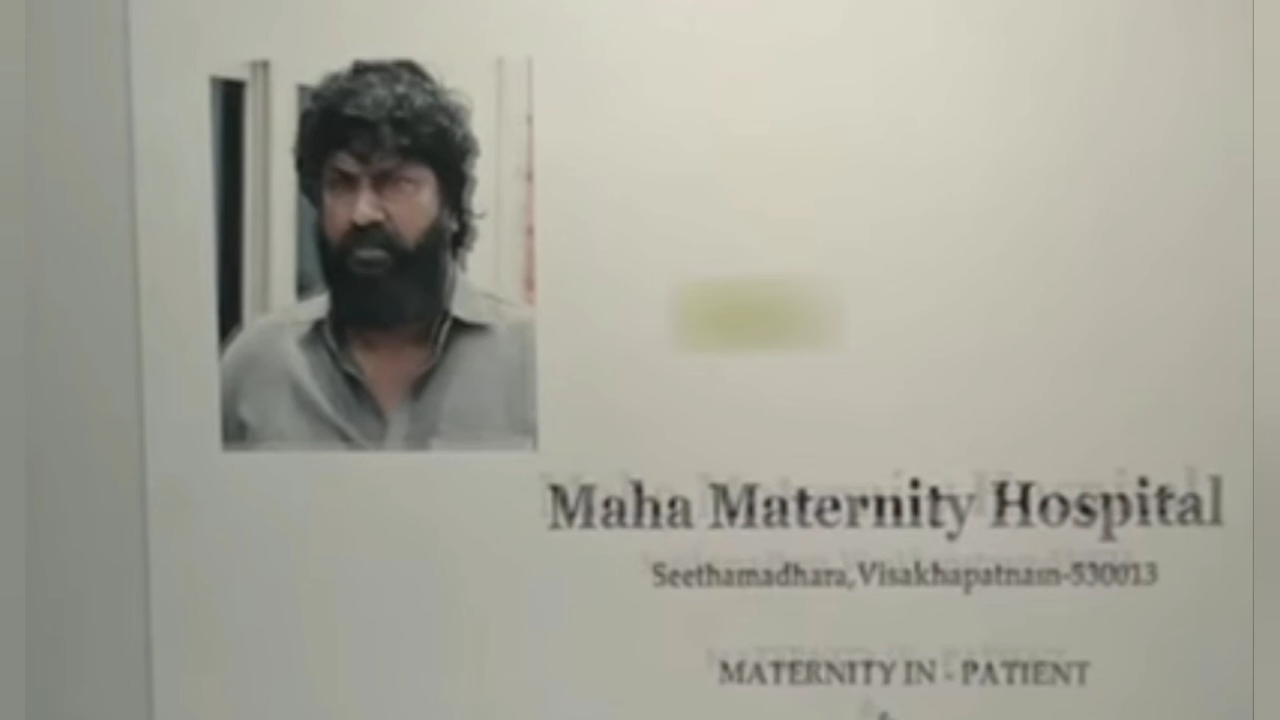 Maha Maternity Hospital
Seethamadhara, Visakhapatnam-530013
MATERNITY IN - PATIENT